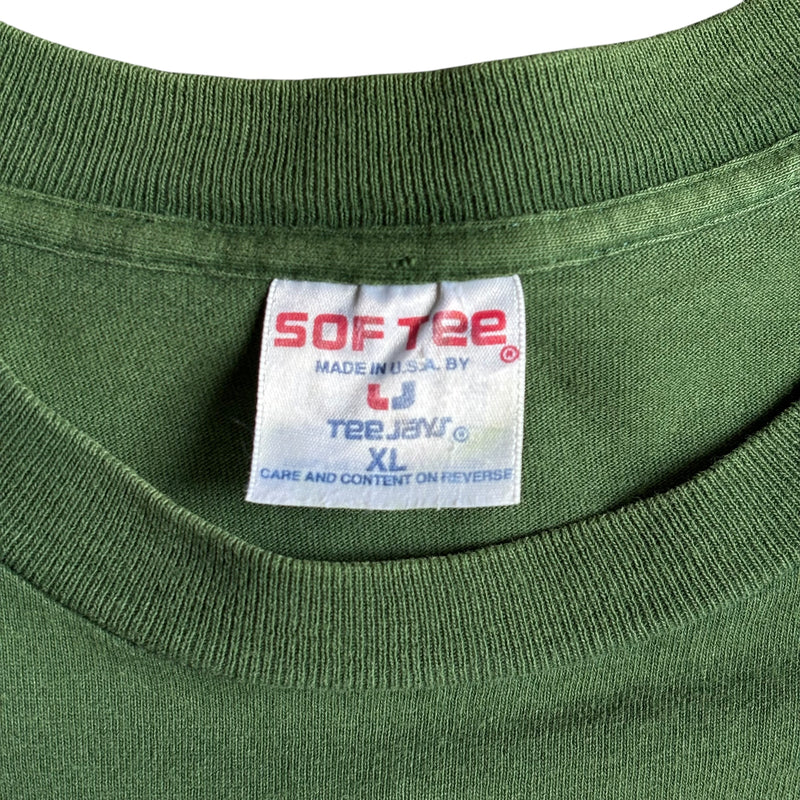 SOF TEE®
MADE IN U.S.A. BY
TEE JAYS®
XL
CARE AND CONTENT ON REVERSE